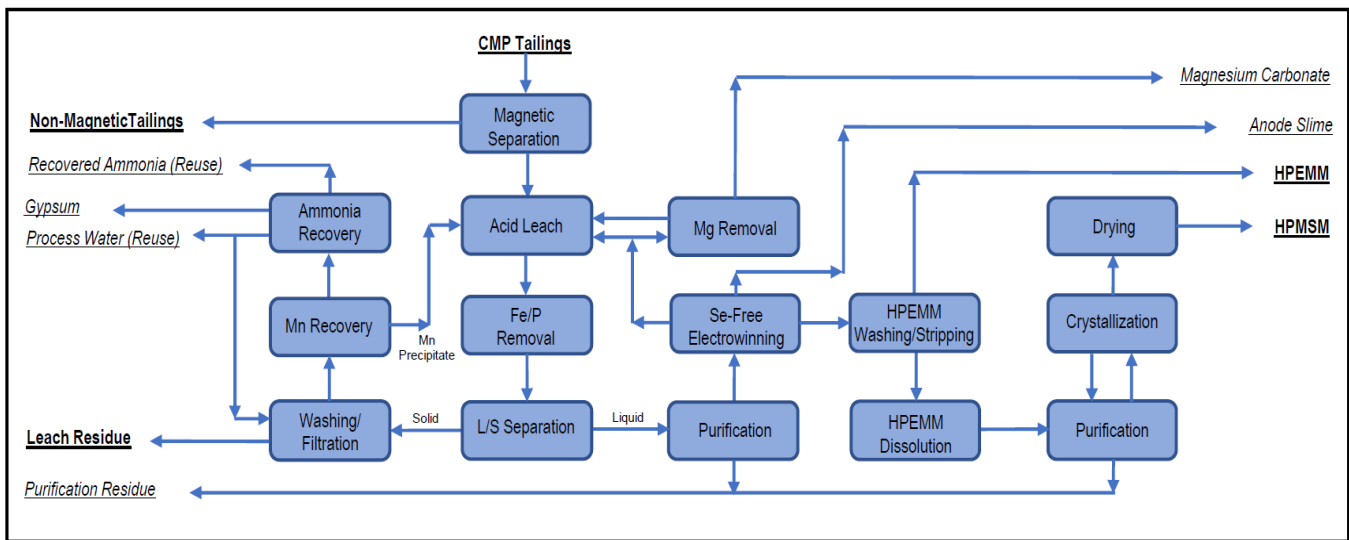 CMP Tailings
Magnesium Carbonate
Magnetic
Separation
Non-MagneticTailings
Anode Slime
Recovered Ammonia (Reuse)
HPEMM
Gypsum
Ammonia
Recovery
Acid Leach
Mg Removal
Drying
HPMSM
Process Water (Reuse)
Mn Recovery
Mn
Precipitate
Fe/P
Removal
Se-Free
Electrowinning
HPEMM
Washing/Stripping
Crystallization
Washing/
Filtration
Solid
L/S Separation
Liquid
Purification
HPEMM
Dissolution
Purification
Leach Residue
Purification Residue